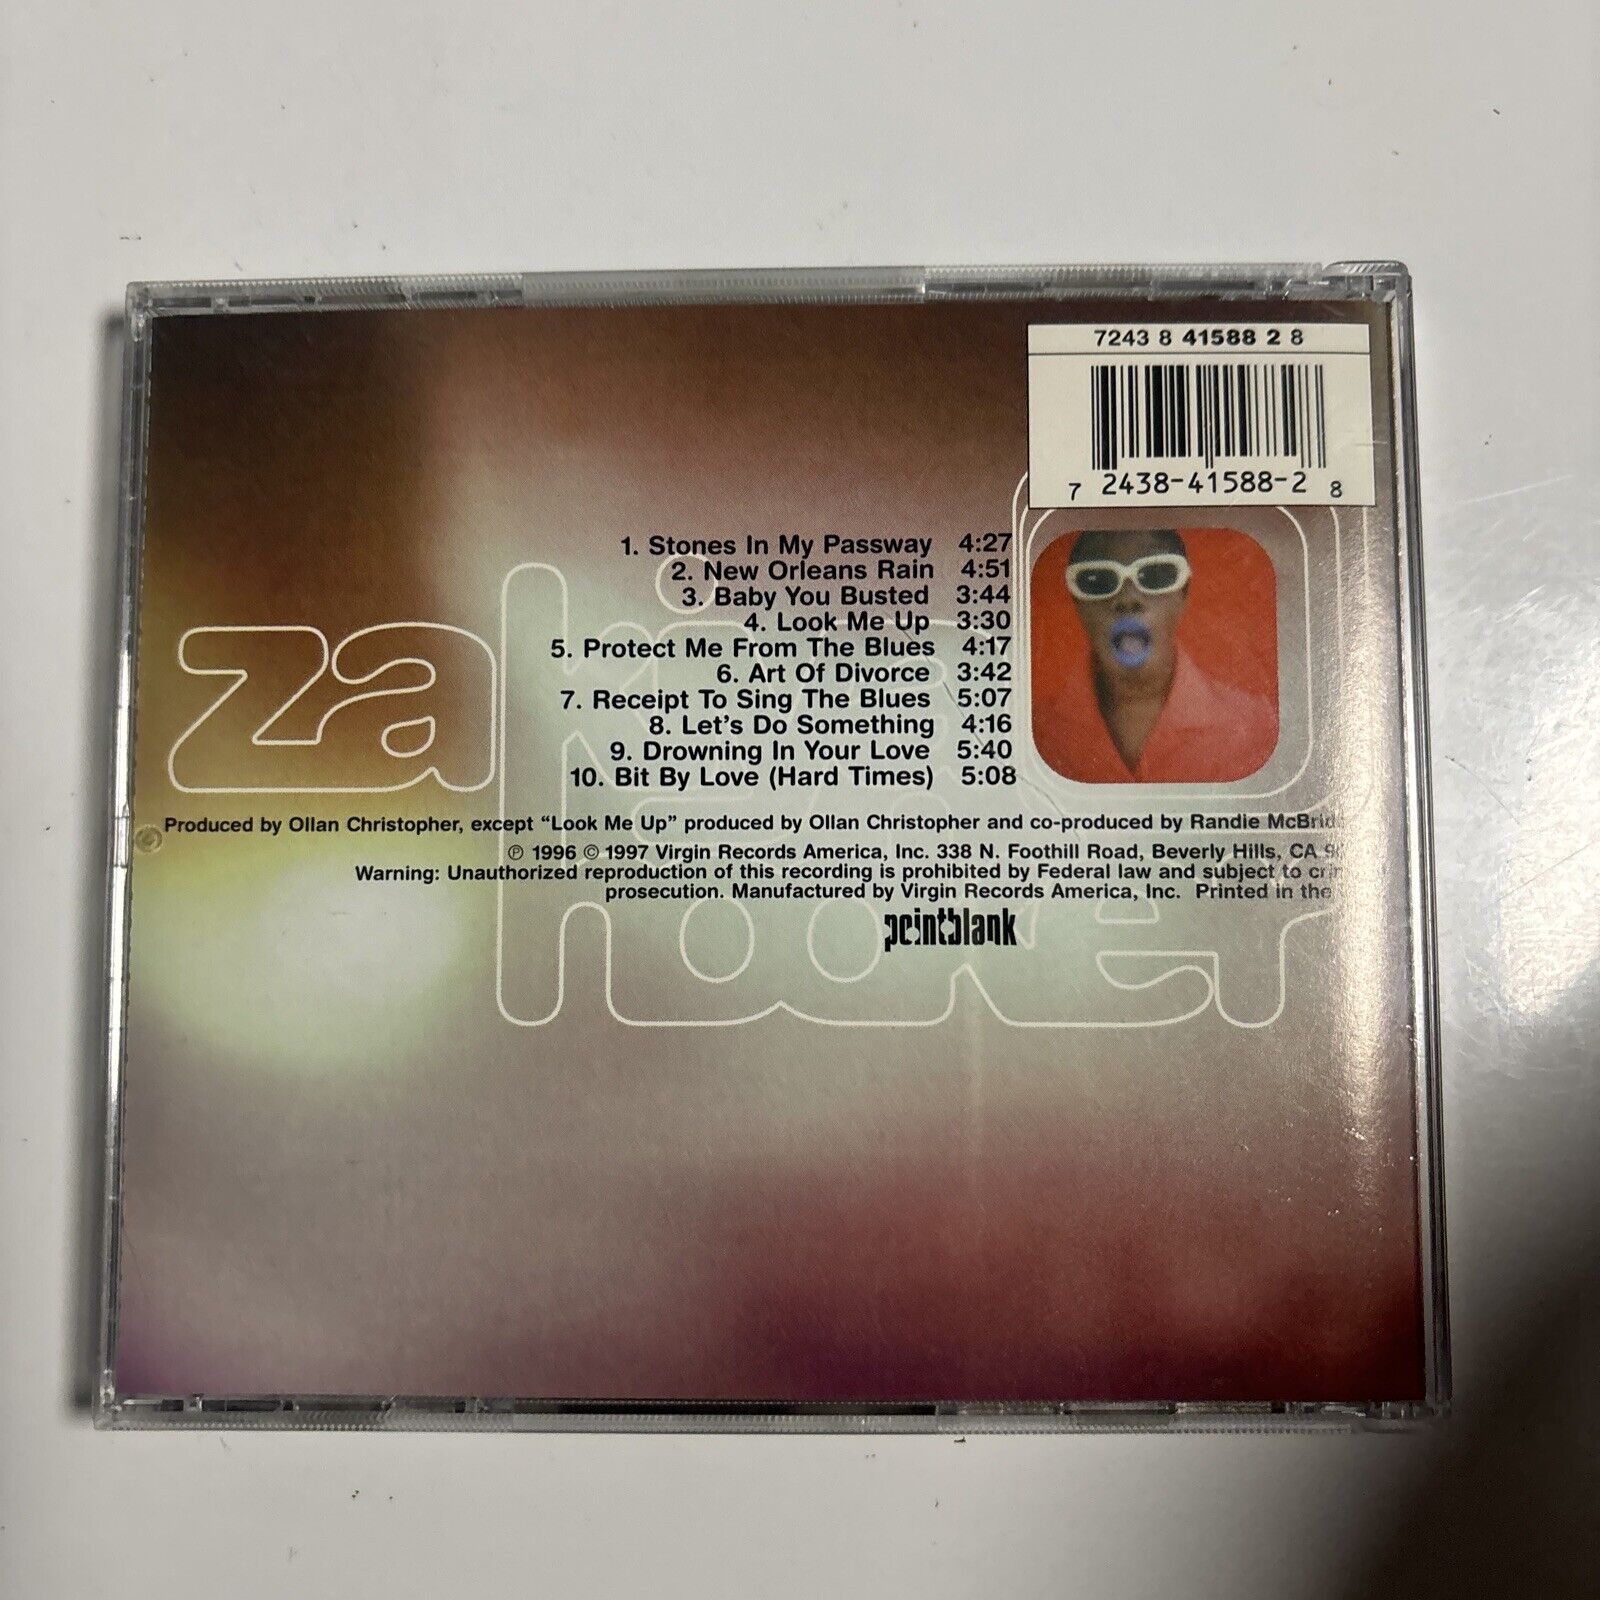 7243 8 41588 2 8
7 2438-41588-2 8
1. Stones In My Passway 4:27
2. New Orleans Rain 4:51
3. Baby You Busted 3:44
4. Look Me Up 3:30
5. Protect Me From The Blues 4:17
6. Art Of Divorce 3:42
7. Receipt To Sing The Blues 5:07
8. Let's Do Something 4:16
9. Drowning In Your Love 5:40
10. Bit By Love (Hard Times) 5:08
zakiya
hooker
Produced by Ollan Christopher, except “Look Me Up” produced by Ollan Christopher and co-produced by Randie
℗ 1996 © 1997 Virgin Records America, Inc. 338 N. Foothill Road, Beverly Hills, CA
Warning: Unauthorized reproduction of this recording is prohibited by Federal law and subject to
prosecution. Manufactured by Virgin Records America, Inc. Printed in the
pointblank